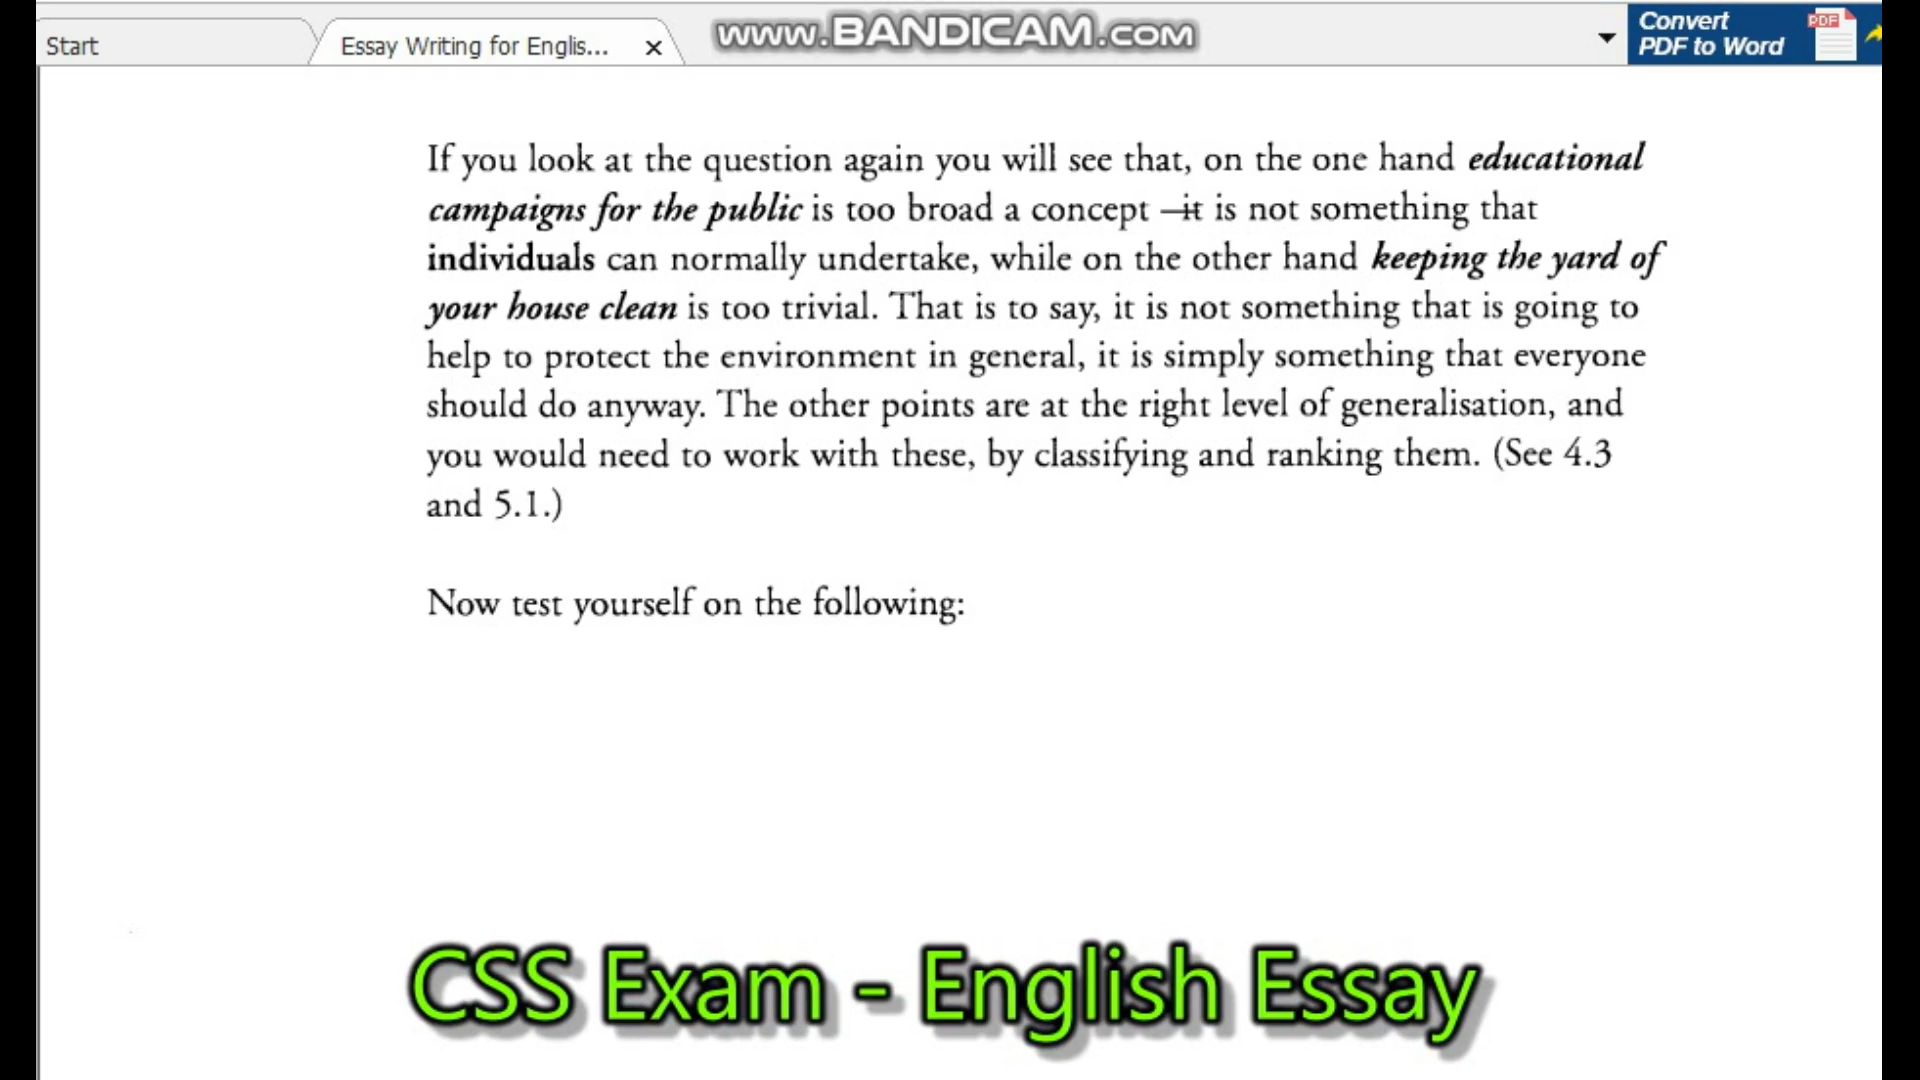 www.BANDICAM.com
Start
Essay Writing for Englis...
Convert
PDF to Word
PDF
If you look at the question again you will see that, on the one hand educational
campaigns for the public is too broad a concept —it is not something that
individuals can normally undertake, while on the other hand keeping the yard of
your house clean is too trivial. That is to say, it is not something that is going to
help to protect the environment in general, it is simply something that everyone
should do anyway. The other points are at the right level of generalisation, and
you would need to work with these, by classifying and ranking them. (See 4.3
and 5.1.)
Now test yourself on the following:
CSS Exam - English Essay